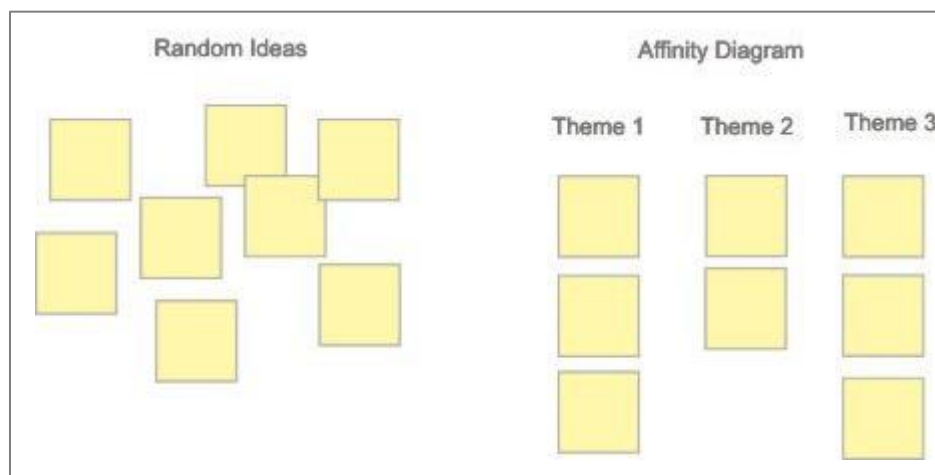 Random Ideas
Affinity Diagram
Theme 1
Theme 2
Theme 3